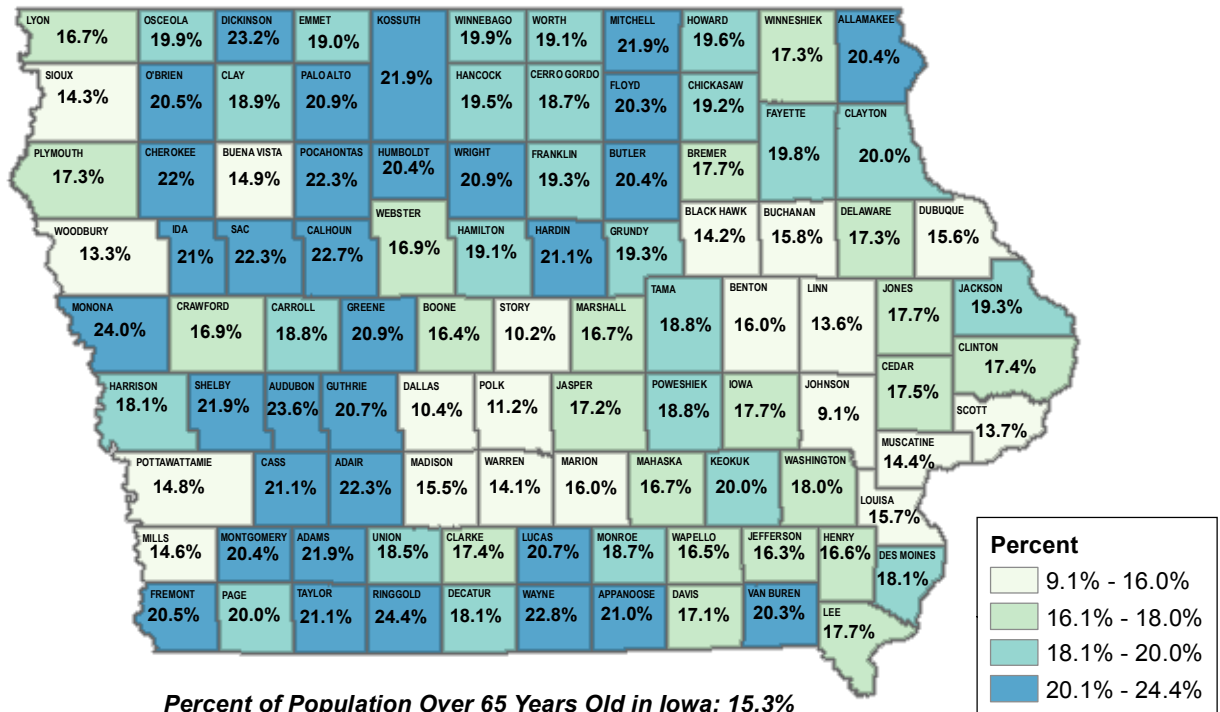 LYON
16.7%
OSCEOLA
19.9%
DICKINSON
23.2%
EMMET
19.0%
KOSSUTH
21.9%
WINNEBAGO
19.9%
WORTH
19.1%
MITCHELL
21.9%
HOWARD
19.6%
WINNESHIEK
17.3%
ALLAMAKEE
20.4%
SIOUX
14.3%
O'BRIEN
20.5%
CLAY
18.9%
PALO ALTO
20.9%
HANCOCK
19.5%
CERRO GORDO
18.7%
FLOYD
20.3%
CHICKASAW
19.2%
FAYETTE
19.8%
CLAYTON
20.0%
PLYMOUTH
17.3%
CHEROKEE
22%
BUENA VISTA
14.9%
POCAHONTAS
22.3%
HUMBOLDT
20.4%
WRIGHT
20.9%
FRANKLIN
19.3%
BUTLER
20.4%
BREMER
17.7%
WOODBURY
13.3%
IDA
21%
SAC
22.3%
CALHOUN
22.7%
WEBSTER
16.9%
HAMILTON
19.1%
HARDIN
21.1%
GRUNDY
19.3%
BLACK HAWK
14.2%
BUCHANAN
15.8%
DELAWARE
17.3%
DUBUQUE
15.6%
MONONA
24.0%
CRAWFORD
16.9%
CARROLL
18.8%
GREENE
20.9%
BOONE
16.4%
STORY
10.2%
MARSHALL
16.7%
TAMA
18.8%
BENTON
16.0%
LINN
13.6%
JONES
17.7%
JACKSON
19.3%
CLINTON
17.4%
HARRISON
18.1%
SHELBY
21.9%
AUDUBON
23.6%
GUTHRIE
20.7%
DALLAS
10.4%
POLK
11.2%
JASPER
17.2%
POWESHIEK
18.8%
IOWA
17.7%
JOHNSON
9.1%
CEDAR
17.5%
SCOTT
13.7%
MUSCATINE
14.4%
POTTAWATTAMIE
14.8%
CASS
21.1%
ADAIR
22.3%
MADISON
15.5%
WARREN
14.1%
MARION
16.0%
MAHASKA
16.7%
KEOKUK
20.0%
WASHINGTON
18.0%
LOUISA
15.7%
MILLS
14.6%
MONTGOMERY
20.4%
ADAMS
21.9%
UNION
18.5%
CLARKE
17.4%
LUCAS
20.7%
MONROE
18.7%
WAPELLO
16.5%
JEFFERSON
16.3%
HENRY
16.6%
DES MOINES
18.1%
FREMONT
20.5%
PAGE
20.0%
TAYLOR
21.1%
RINGGOLD
24.4%
DECATUR
18.1%
WAYNE
22.8%
APPANOOSE
21.0%
DAVIS
17.1%
VAN BUREN
20.3%
LEE
17.7%
Percent
9.1% - 16.0%
16.1% - 18.0%
18.1% - 20.0%
20.1% - 24.4%
Percent of Population Over 65 Years Old in Iowa: 15.3%